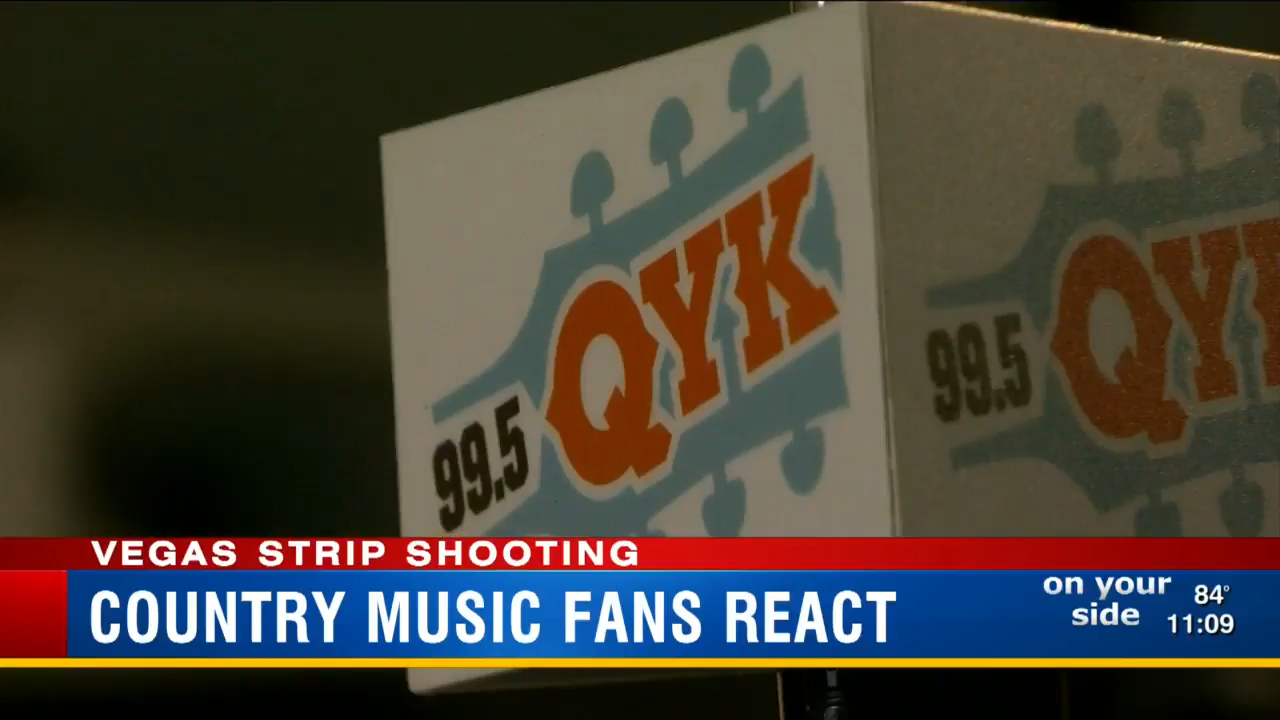 QYK
99.5
QYK
99.5
VEGAS STRIP SHOOTING
COUNTRY MUSIC FANS REACT
on your
side
84°
11:09